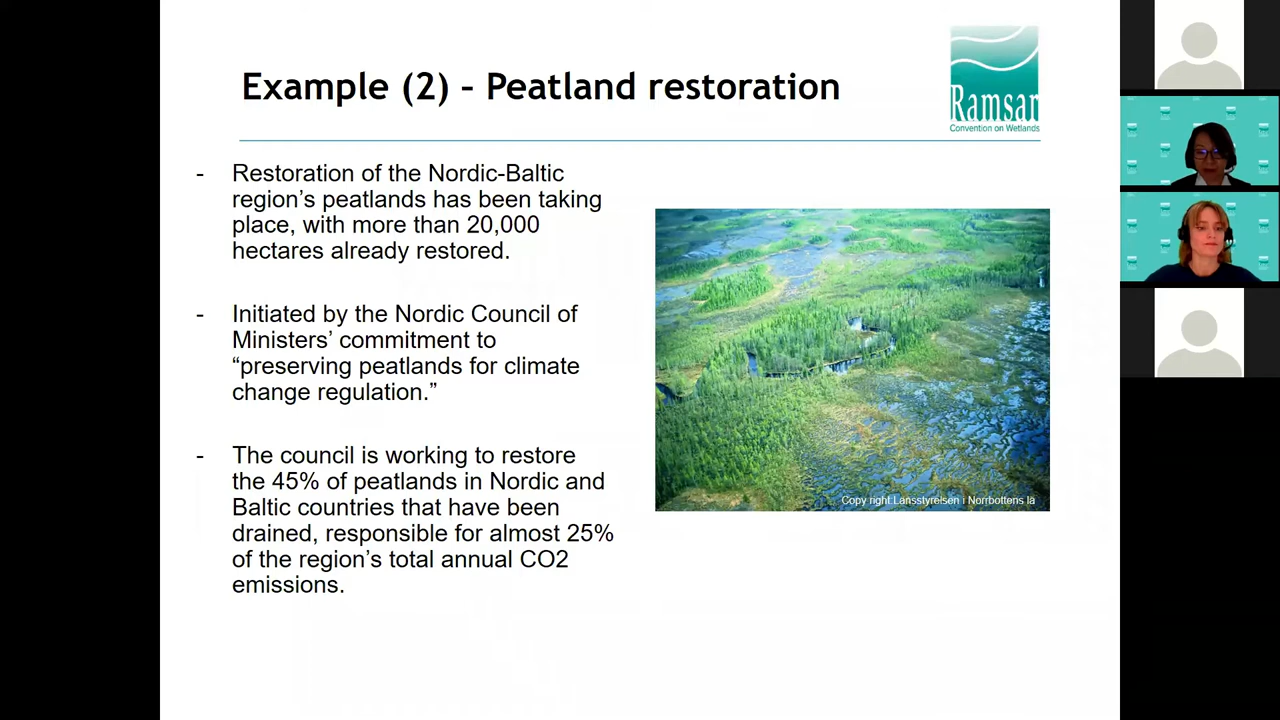 Example (2) – Peatland restoration
Ramsar
Convention on Wetlands
- Restoration of the Nordic-Baltic
region’s peatlands has been taking
place, with more than 20,000
hectares already restored.
- Initiated by the Nordic Council of
Ministers’ commitment to
“preserving peatlands for climate
change regulation.”
- The council is working to restore
the 45% of peatlands in Nordic and
Baltic countries that have been
drained, responsible for almost 25%
of the region’s total annual CO2
emissions.
Copy right.Lansstyrelsen i Norrbottens la